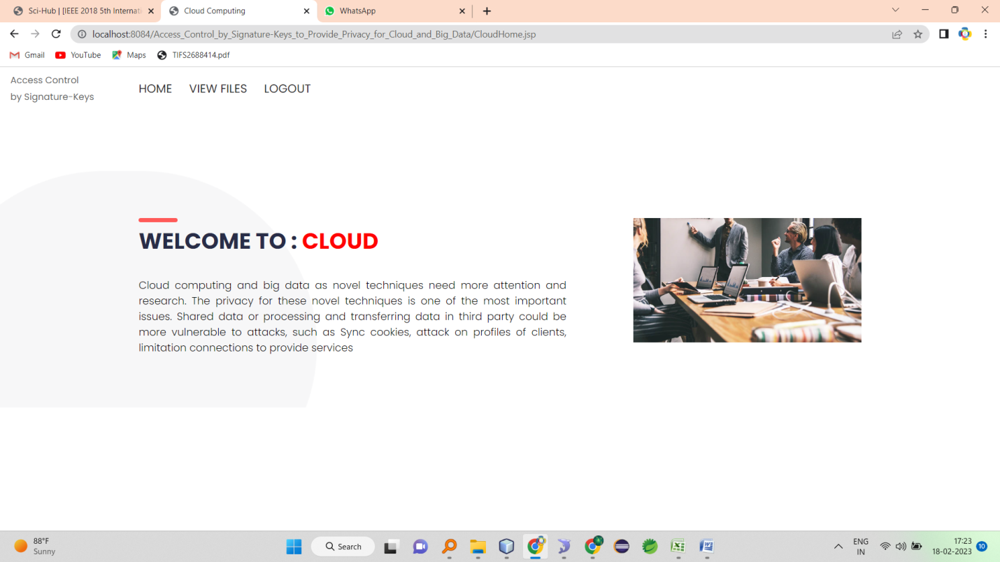 Sci-Hub | [IEEE 2018 5th Internati
Cloud Computing
WhatsApp
localhost:8084/Access_Control_by_Signature-Keys_to_Provide_Privacy_for_Cloud_and_Big_Data/CloudHome.jsp
Gmail YouTube Maps TIFS2688414.pdf
Access Control
by Signature-Keys
HOME VIEW FILES LOGOUT
WELCOME TO : CLOUD
Cloud computing and big data as novel techniques need more attention and
research. The privacy for these novel techniques is one of the most important
issues. Shared data or processing and transferring data in third party could be
more vulnerable to attacks, such as Sync cookies, attack on profiles of clients,
limitation connections to provide services
88°F
Sunny
Search
ENG
IN
17:23
18-02-2023
10